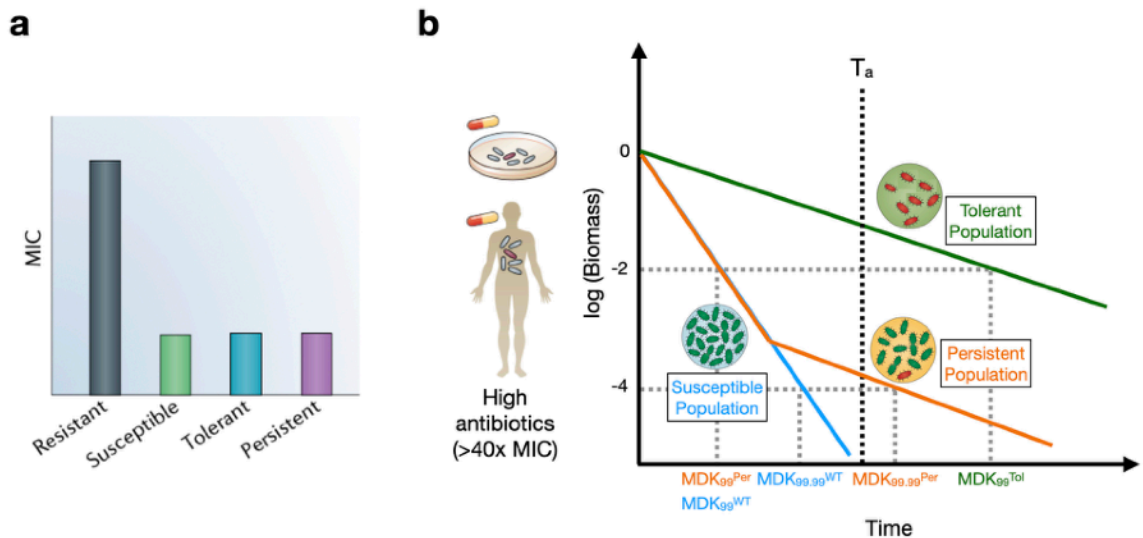 a
MIC
Resistant
Susceptible
Tolerant
Persistent
b
High
antibiotics
(>40x MIC)
log (Biomass)
0
-2
-4
Tₐ
Tolerant
Population
Susceptible
Population
Persistent
Population
MDK₉₉ᴾᵉʳ
MDK₉₉ᵂᵀ
MDK₉₉.₉₉ᵂᵀ
MDK₉₉.₉₉ᴾᵉʳ
MDK₉₉ᵀᵒˡ
Time